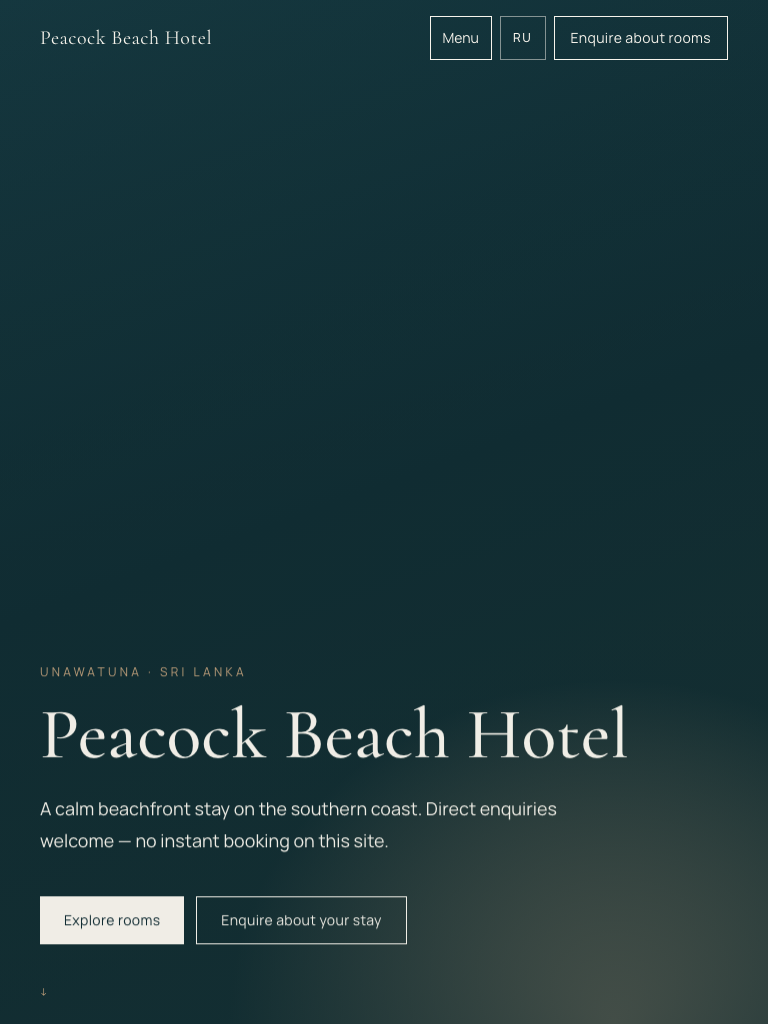 Peacock Beach Hotel
Menu
RU
Enquire about rooms
UNAWATUNA · SRI LANKA
Peacock Beach Hotel
A calm beachfront stay on the southern coast. Direct enquiries
welcome — no instant booking on this site.
Explore rooms
Enquire about your stay
↓